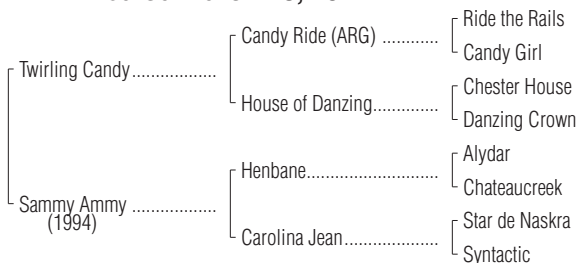 Ride the Rails
Candy Ride (ARG) ............
Candy Girl
Twirling Candy..................
Chester House
House of Danzing..............
Danzing Crown
Alydar
Henbane............................
Chateaucreek
Sammy Ammy ..................
(1994)
Star de Naskra
Carolina Jean....................
Syntactic